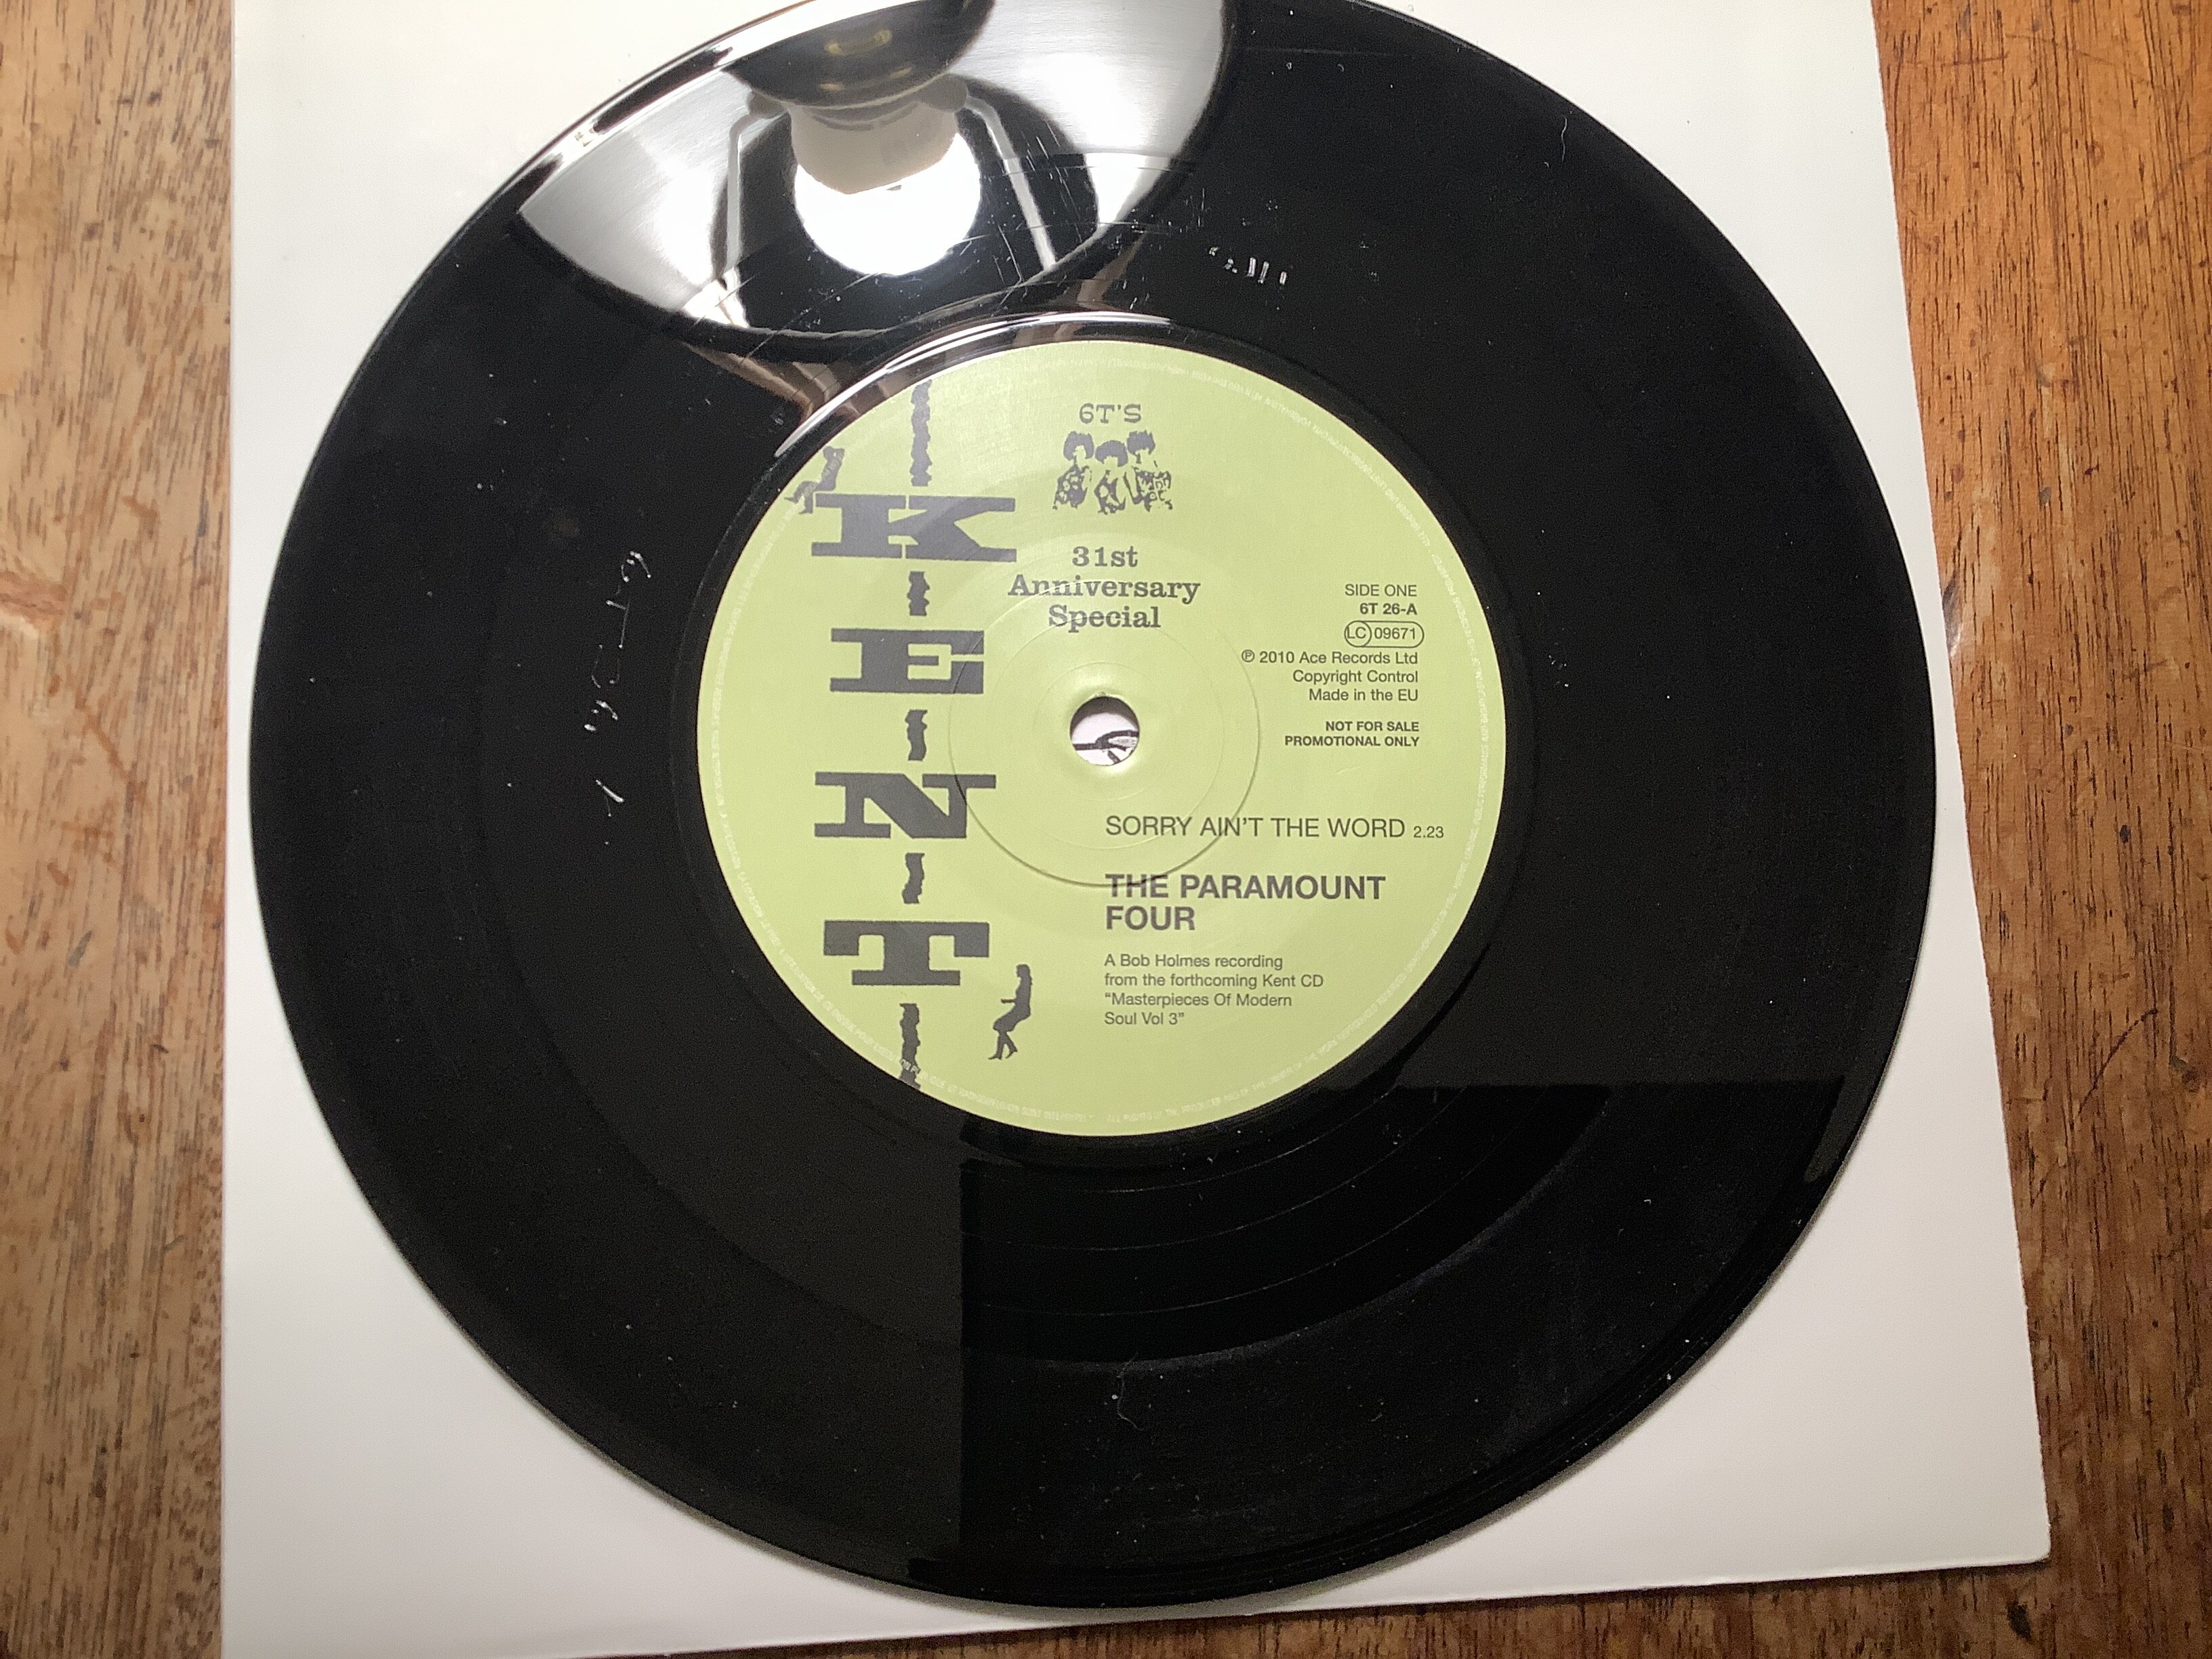 6T'S
31st
Anniversary
Special
KENT
SIDE ONE
6T 26-A
LC 09671
℗ 2010 Ace Records Ltd
Copyright Control
Made in the EU
NOT FOR SALE
PROMOTIONAL ONLY
SORRY AIN'T THE WORD 2.23
THE PARAMOUNT
FOUR
A Bob Holmes recording
from the forthcoming Kent CD
“Masterpieces Of Modern
Soul Vol 3”